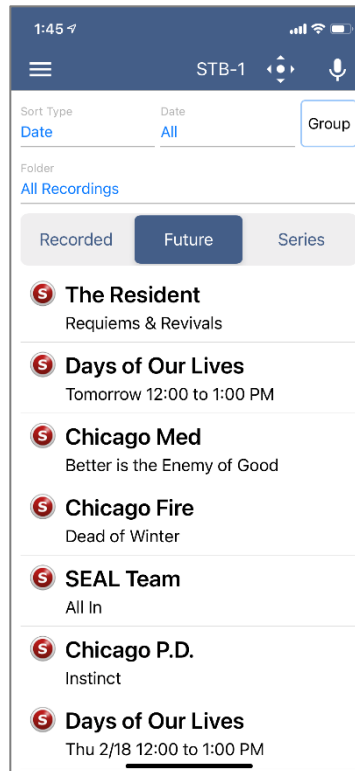 1:45
STB-1
Sort Type
Date
Date
All
Group
Folder
All Recordings
Recorded
Future
Series
S The Resident
Requiems & Revivals
S Days of Our Lives
Tomorrow 12:00 to 1:00 PM
S Chicago Med
Better is the Enemy of Good
S Chicago Fire
Dead of Winter
S SEAL Team
All In
S Chicago P.D.
Instinct
S Days of Our Lives
Thu 2/18 12:00 to 1:00 PM